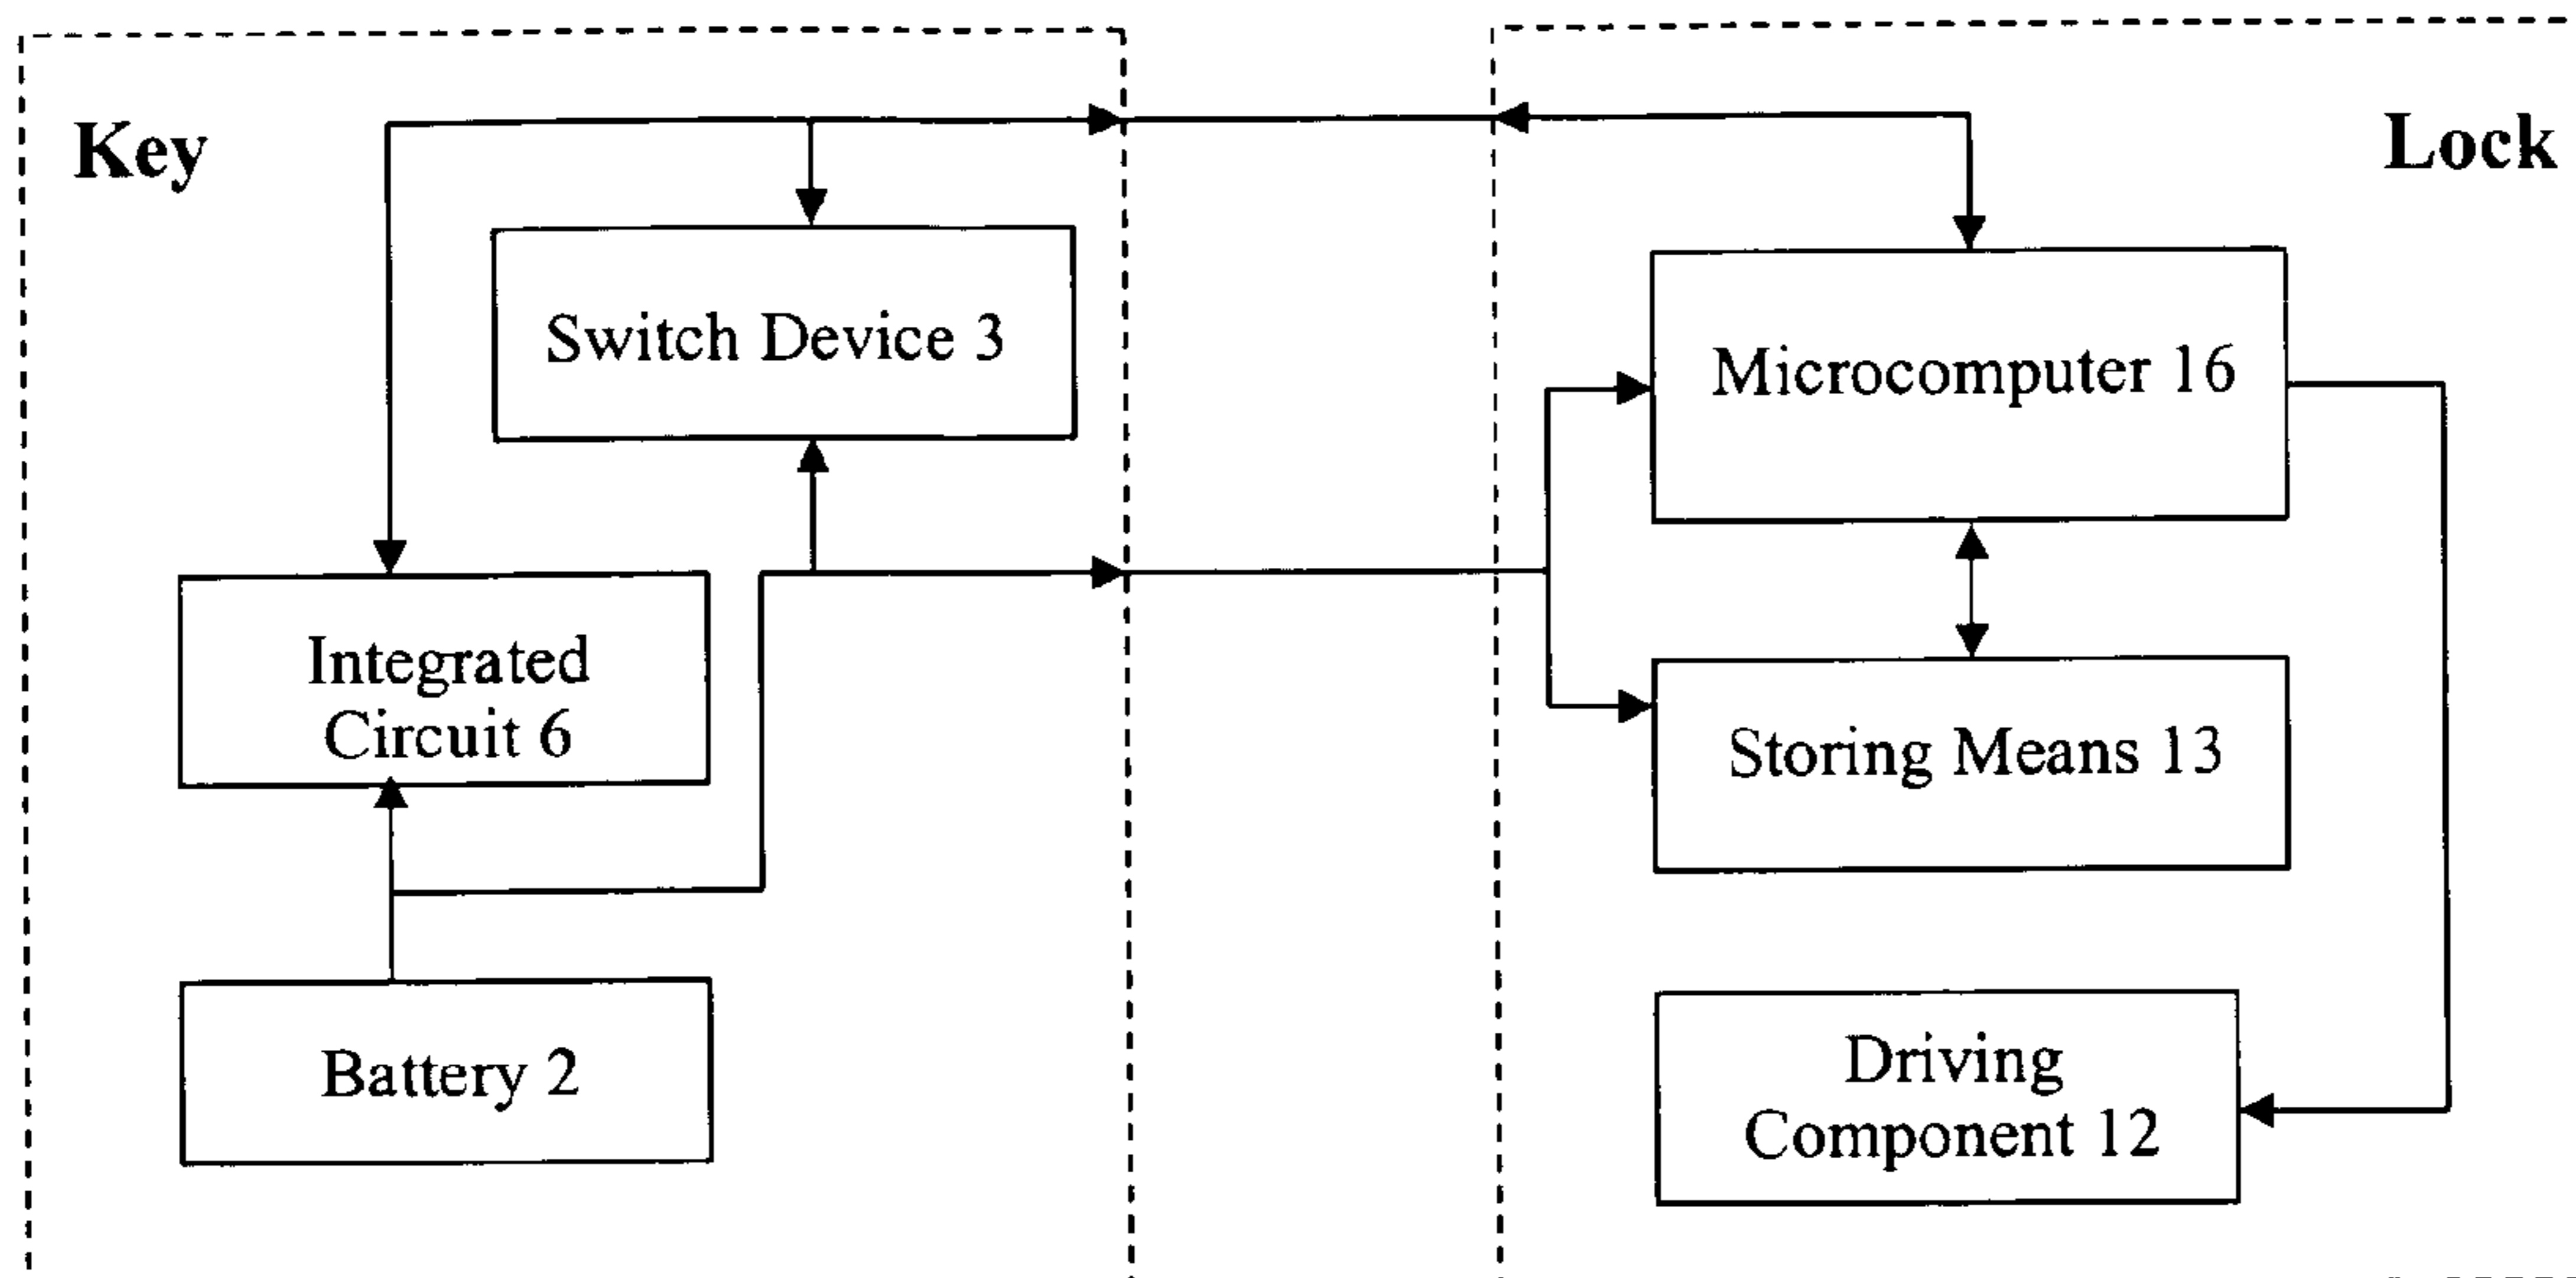 Key
Lock
Switch Device 3
Microcomputer 16
Integrated
Circuit 6
Storing Means 13
Battery 2
Driving
Component 12